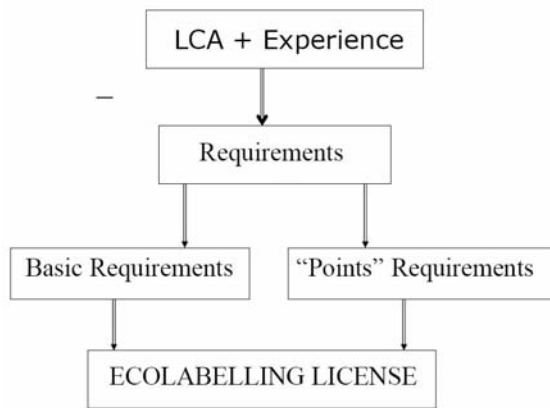 LCA + Experience
Requirements
Basic Requirements
“Points” Requirements
ECOLABELLING LICENSE